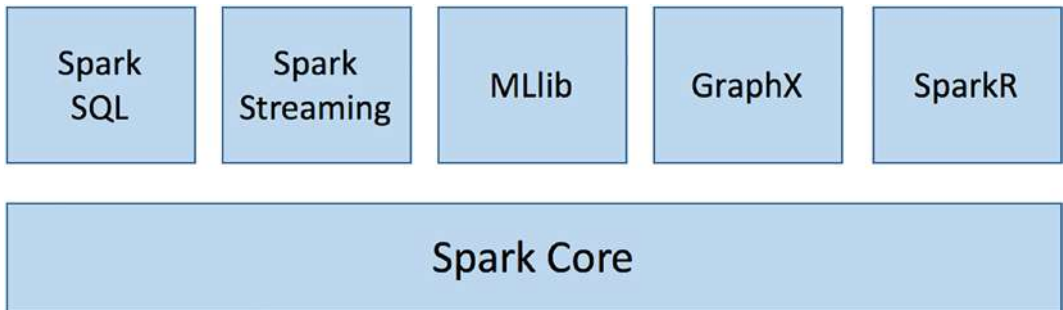 Spark
SQL
Spark
Streaming
MLlib
GraphX
SparkR
Spark Core